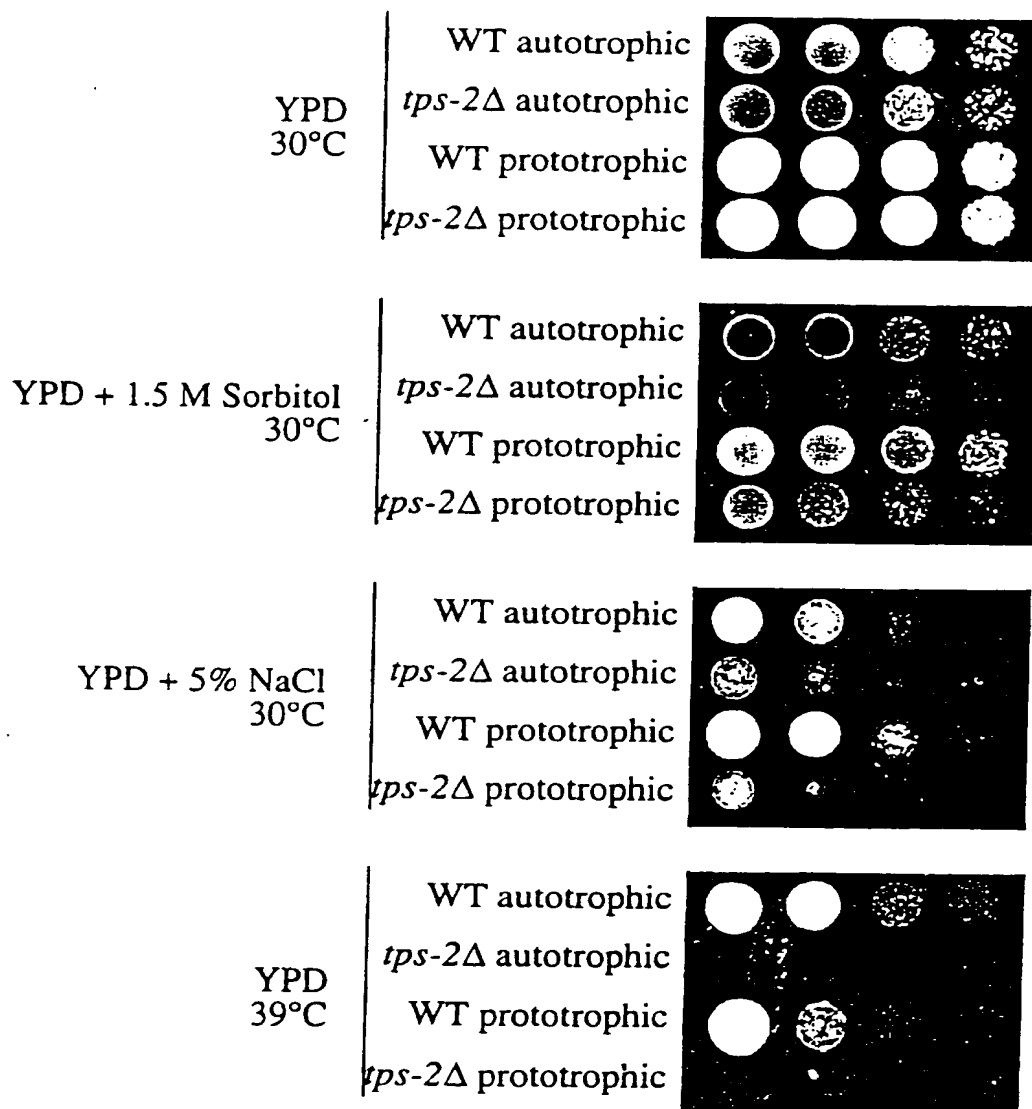 WT autotrophic
tps-2Δ autotrophic
YPD
30°C
WT prototrophic
tps-2Δ prototrophic
WT autotrophic
YPD + 1.5 M Sorbitol
30°C
tps-2Δ autotrophic
WT prototrophic
tps-2Δ prototrophic
WT autotrophic
YPD + 5% NaCl
30°C
tps-2Δ autotrophic
WT prototrophic
tps-2Δ prototrophic
WT autotrophic
tps-2Δ autotrophic
YPD
39°C
WT prototrophic
tps-2Δ prototrophic